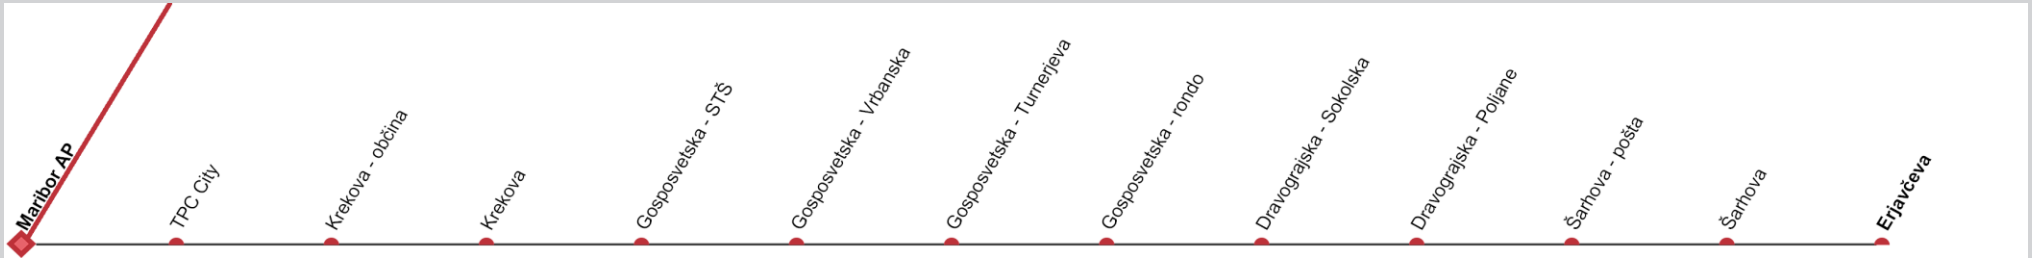 Maribor AP
TPC City
Krekova - občina
Krekova
Gosposvetska - STŠ
Gosposvetska - Vrbanska
Gosposvetska - Turnerjeva
Gosposvetska - rondo
Dravograjska - Sokolska
Dravograjska - Poljane
Šarhova - pošta
Šarhova
Erjavčeva